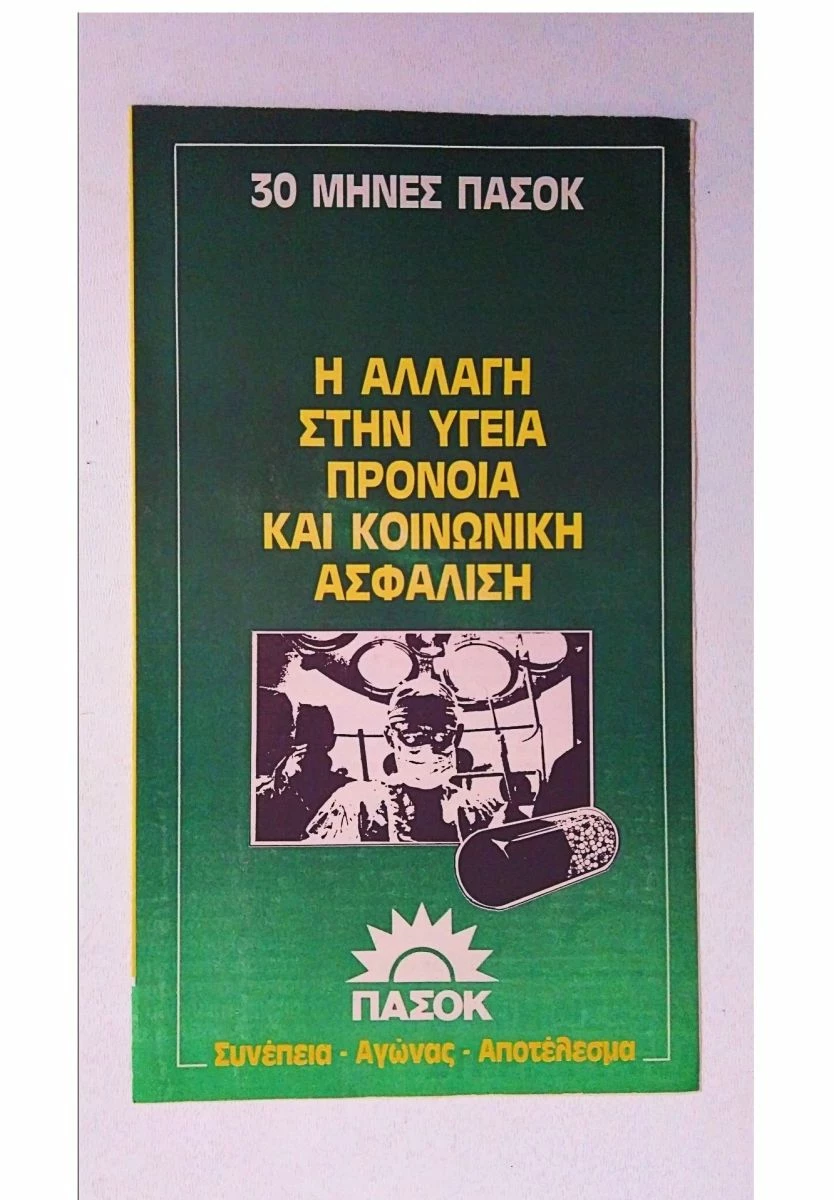 30 ΜΗΝΕΣ ΠΑΣΟΚ
Η ΑΛΛΑΓΗ
ΣΤΗΝ ΥΓΕΙΑ
ΠΡΟΝΟΙΑ
ΚΑΙ ΚΟΙΝΩΝΙΚΗ
ΑΣΦΑΛΙΣΗ
ΠΑΣΟΚ
Συνέπεια - Αγώνας - Αποτέλεσμα